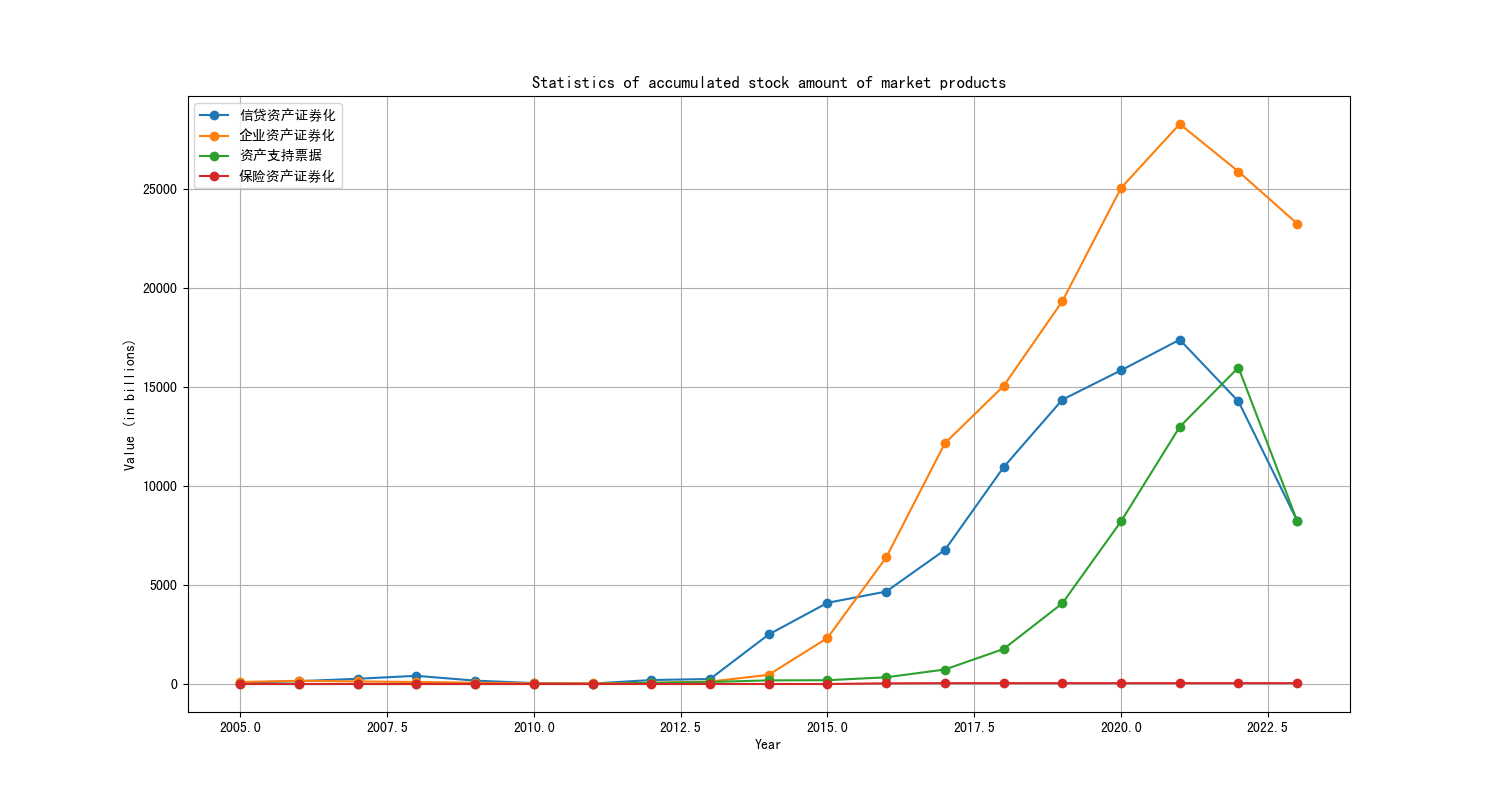 Statistics of accumulated stock amount of market products
信贷资产证券化
企业资产证券化
资产支持票据
保险资产证券化
25000
20000
15000
10000
5000
0
Value (in billions)
2005.0 2007.5 2010.0 2012.5 2015.0 2017.5 2020.0 2022.5
Year